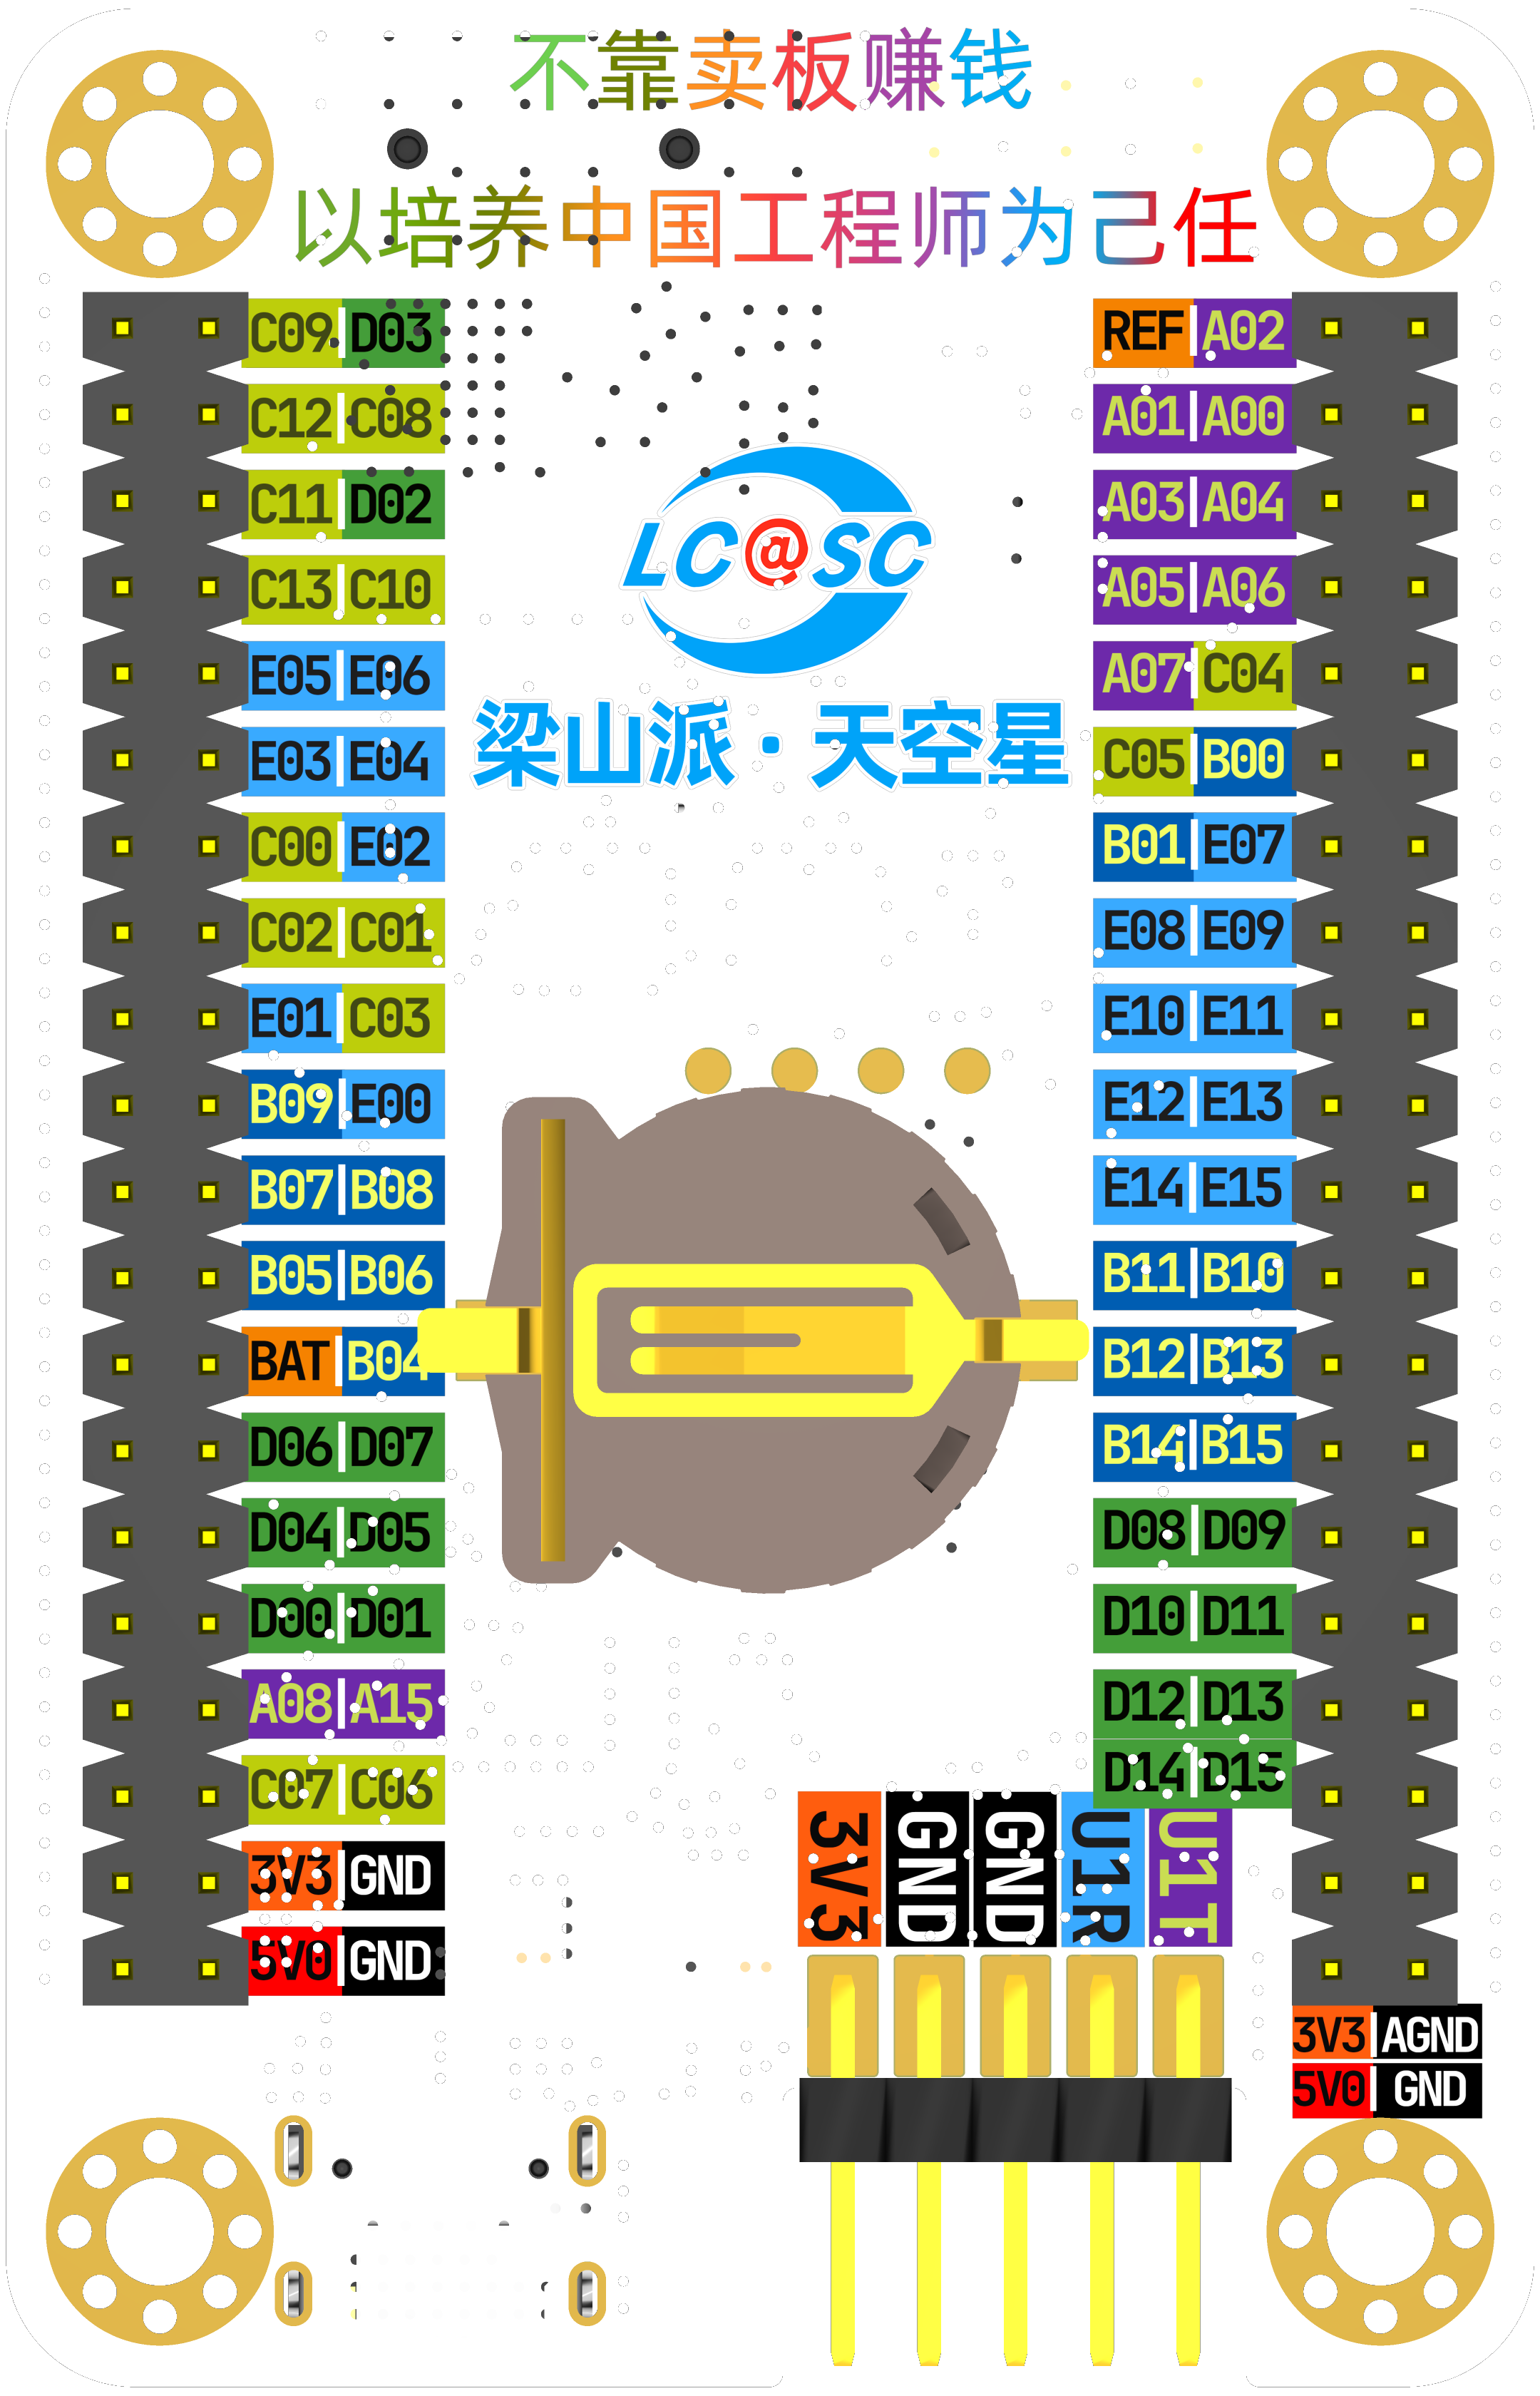 不靠卖板赚钱
以培养中国工程师为己任
C09|D03
C12|C08
C11|D02
C13|C10
E05|E06
E03|E04
C00|E02
C02|C01
E01|C03
B09|E00
B07|B08
B05|B06
BAT|B04
D06|D07
D04|D05
D00|D01
A08|A15
C07|C06
3V3|GND
5V0|GND
LC@SC
梁山派·天空星
REF|A02
A01|A00
A03|A04
A05|A06
A07|C04
C05|B00
B01|E07
E08|E09
E10|E11
E12|E13
E14|E15
B11|B10
B12|B13
B14|B15
D08|D09
D10|D11
D12|D13
D14|D15
3V3
GND
GND
U1R
U1T
3V3|AGND
5V0|GND